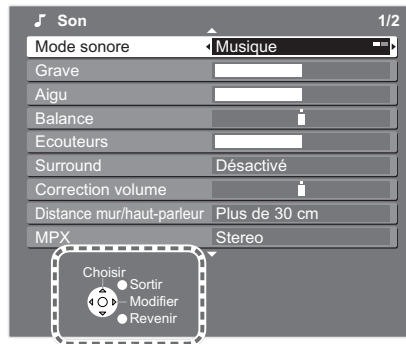 Son 1/2
Mode sonore Musique
Grave
Aigu
Balance
Ecouteurs
Surround Désactivé
Correction volume
Distance mur/haut-parleur Plus de 30 cm
MPX Stereo
Choisir
Sortir
Modifier
Revenir